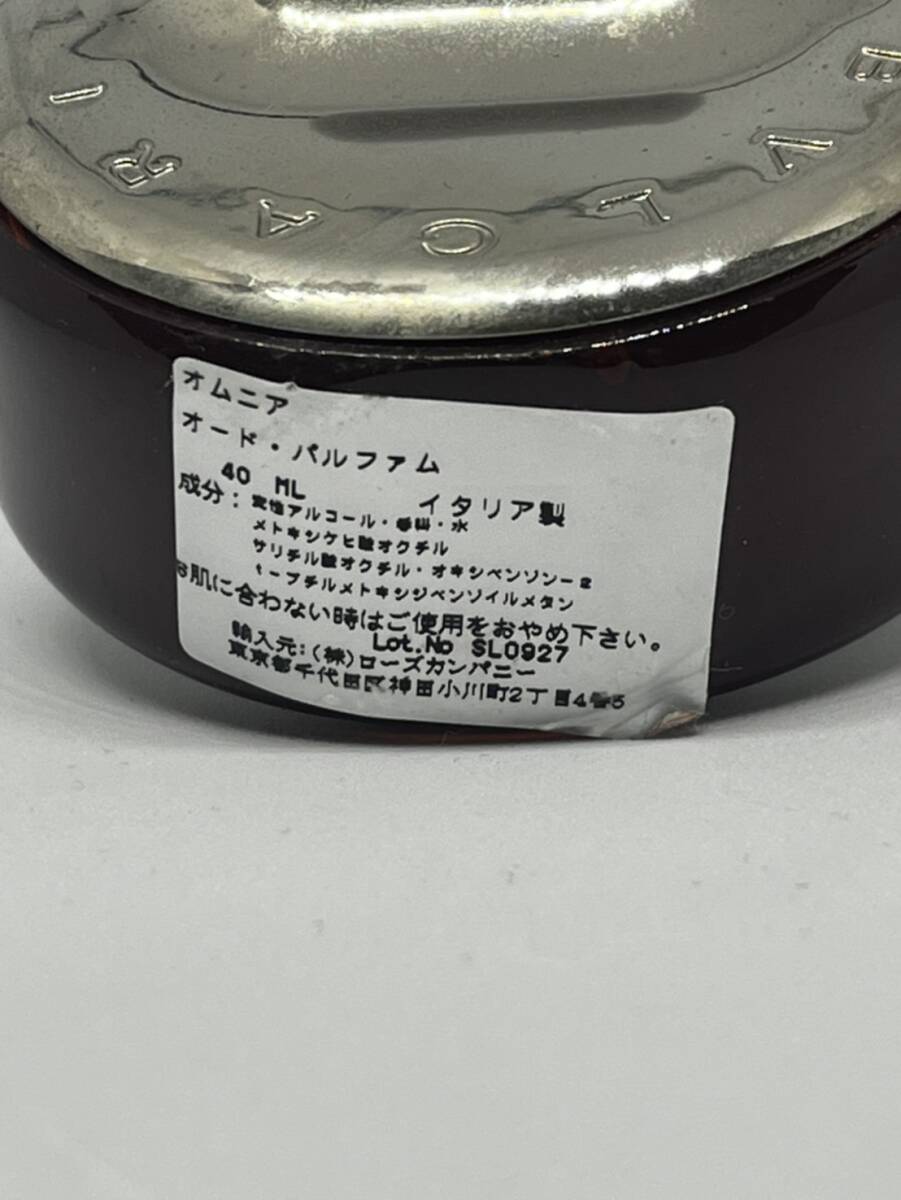 BVLGARI
オムニア
オード・パルファム
40 ML イタリア製
成分：変性アルコール・香料・水
メトキシケヒ酸オクチル
サリチル酸オクチル・オキシベンゾン-2
t-ブチルメトキシジベンゾイルメタン
お肌に合わない時はご使用をおやめ下さい。
Lot.No SL0927
輸入元：(株)ローズカンパニー
東京都千代田区神田小川町2丁目4番5